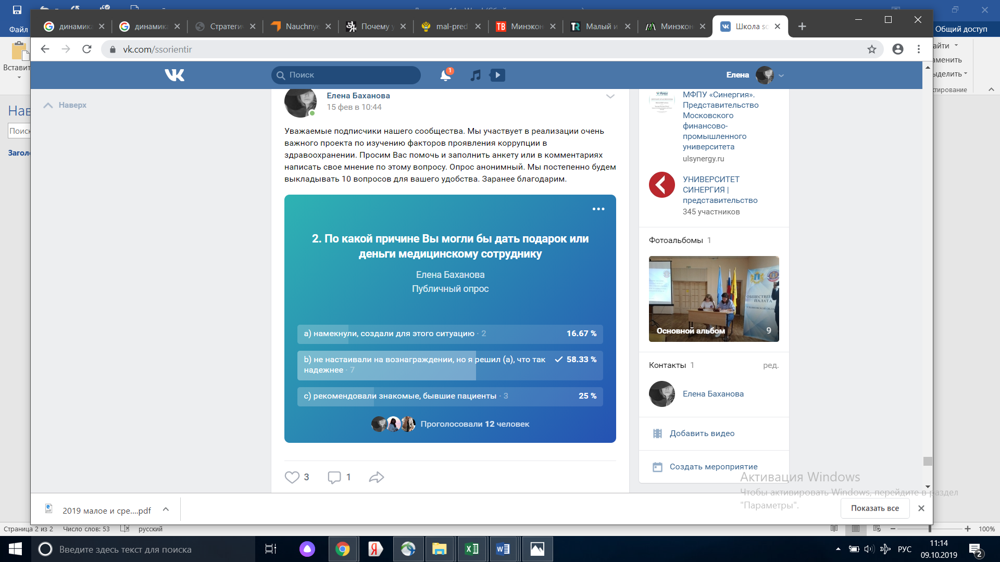 Файл
Общий доступ
динамика
динамика
Стратеги
Nauchnye
Почему у
mal-pred
Минэкон
Малый и
Минэкон
Школа sc
vk.com/ssorientir
Вставит
айти
аменить
ыделить
ктирование
Поиск
1
Елена
Наверх
Нав
Поиск
Заголо
Елена Баханова
15 фев в 10:44
Уважаемые подписчики нашего сообщества. Мы участвует в реализации очень
важного проекта по изучению факторов проявления коррупции в
здравоохранении. Просим Вас помочь и заполнить анкету или в комментариях
написать свое мнение по этому вопросу. Опрос анонимный. Мы постепенно будем
выкладывать 10 вопросов для вашего удобства. Заранее благодарим.
2. По какой причине Вы могли бы дать подарок или
деньги медицинскому сотруднику
Елена Баханова
Публичный опрос
a) намекнули, создали для этого ситуацию · 2 16.67 %
b) не настаивали на вознаграждении, но я решил (а), что так
надежнее · 7 58.33 %
c) рекомендовали знакомые, бывшие пациенты · 3 25 %
Проголосовали 12 человек
3 1
МФПУ «Синергия».
Представительство
Московского
финансово-
промышленного
университета
ulsynergy.ru
УНИВЕРСИТЕТ
СИНЕРГИЯ |
представительство
345 участников
Фотоальбомы 1
ПАЛАТА
Основной альбом 9
Контакты 1 ред.
Елена Баханова
Добавить видео
Создать мероприятие
Активация Windows
Чтобы активировать Windows, перейдите в раздел
"Параметры".
2019 малое и сре....pdf
Показать все
Страница 2 из 2 Число слов: 53 русский 100%
Введите здесь текст для поиска
РУС
11:14
09.10.2019
2